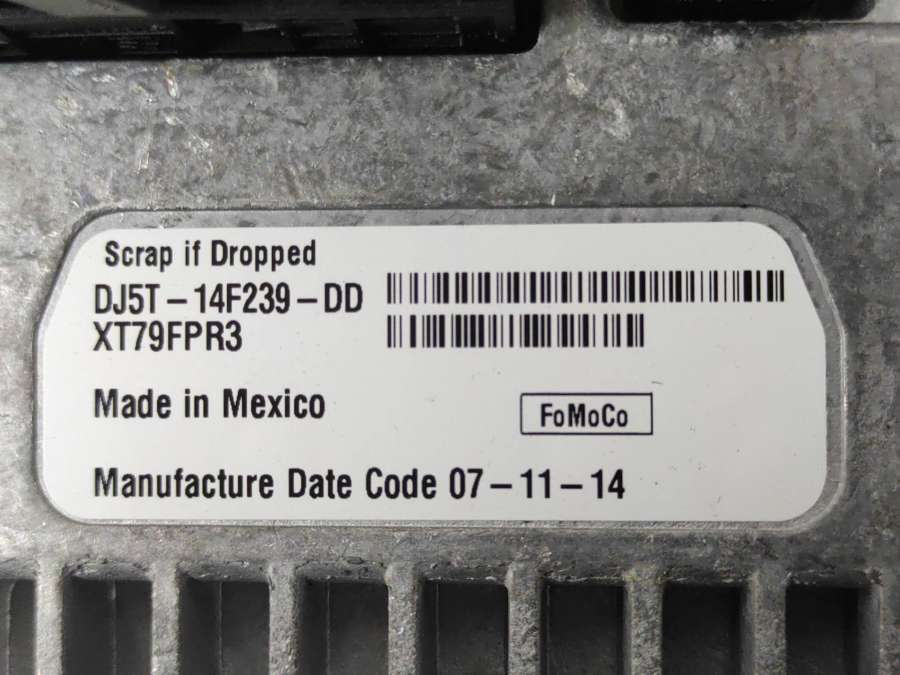 Scrap if Dropped
DJ5T-14F239-DD
XT79FPR3
Made in Mexico
FoMoCo
Manufacture Date Code 07-11-14